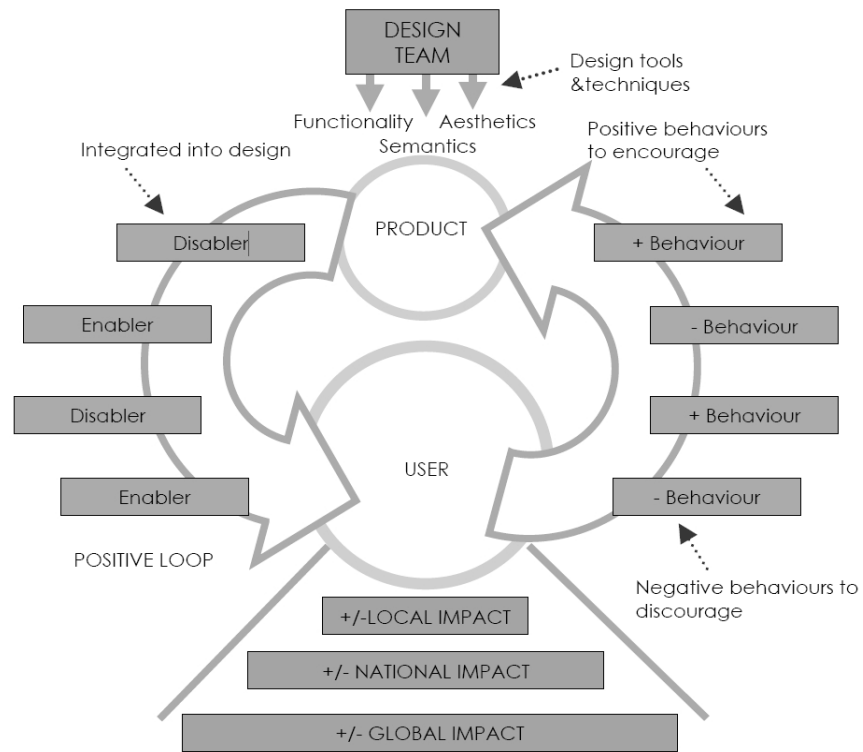 DESIGN
TEAM
Design tools
&techniques
Functionality
Aesthetics
Semantics
Integrated into design
Positive behaviours
to encourage
PRODUCT
Disabler
+ Behaviour
Enabler
- Behaviour
Disabler
+ Behaviour
USER
Enabler
- Behaviour
POSITIVE LOOP
Negative behaviours to
discourage
+/-LOCAL IMPACT
+/- NATIONAL IMPACT
+/- GLOBAL IMPACT